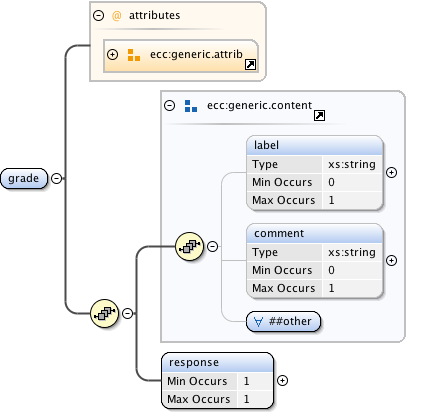 @ attributes
ecc:generic.attrib
ecc:generic.content
label
Type xs:string
Min Occurs 0
Max Occurs 1
grade
comment
Type xs:string
Min Occurs 0
Max Occurs 1
∀ ##other
response
Min Occurs 1
Max Occurs 1